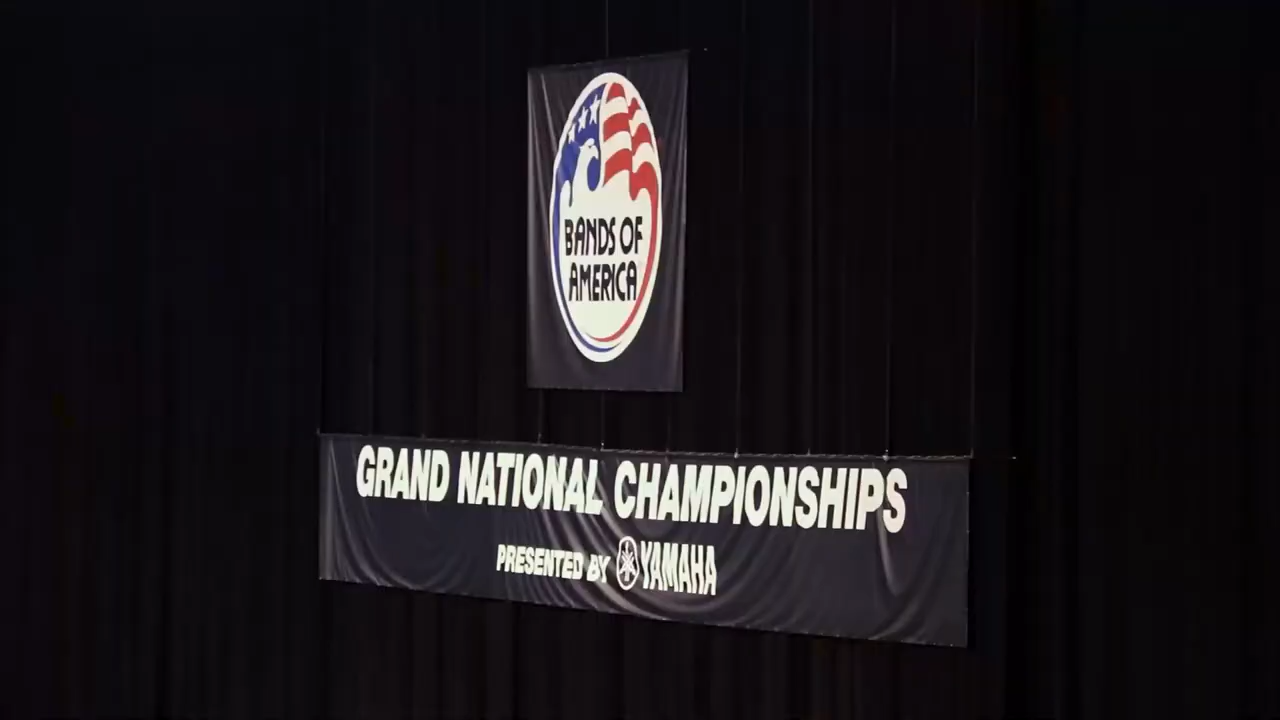 BANDS OF
AMERICA
GRAND NATIONAL CHAMPIONSHIPS
PRESENTED BY YAMAHA